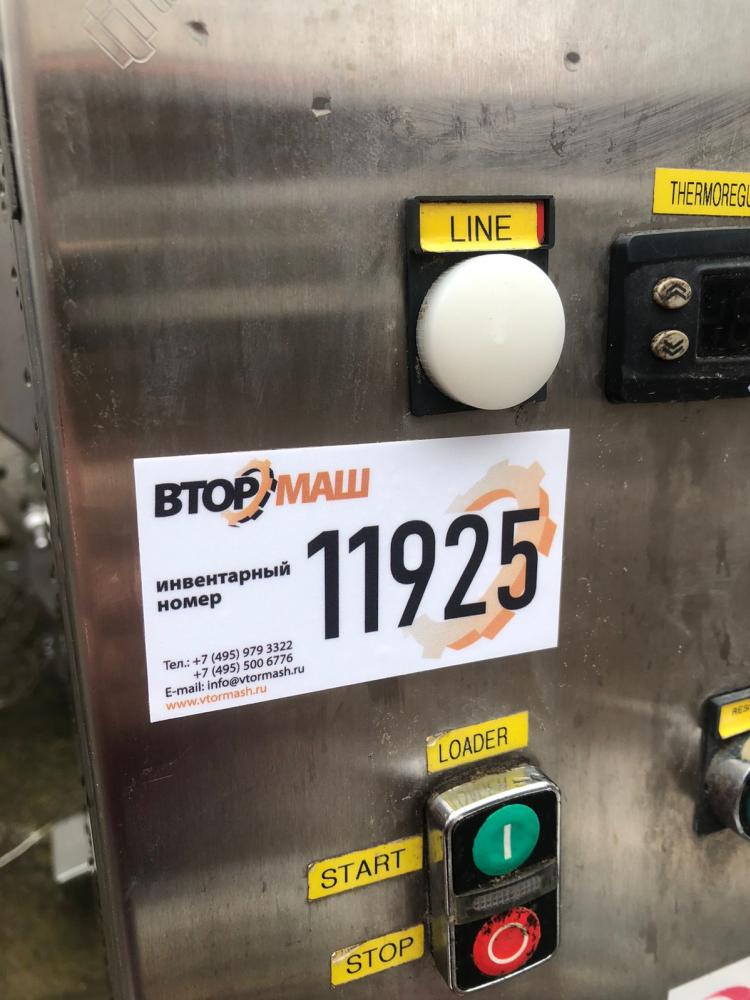 LINE
ВТОРМАШ
инвентарный
номер
11925
Тел.: +7 (495) 979 3322
+7 (495) 500 6776
E-mail: info@vtormash.ru
www.vtormash.ru
LOADER
START
I
STOP
O